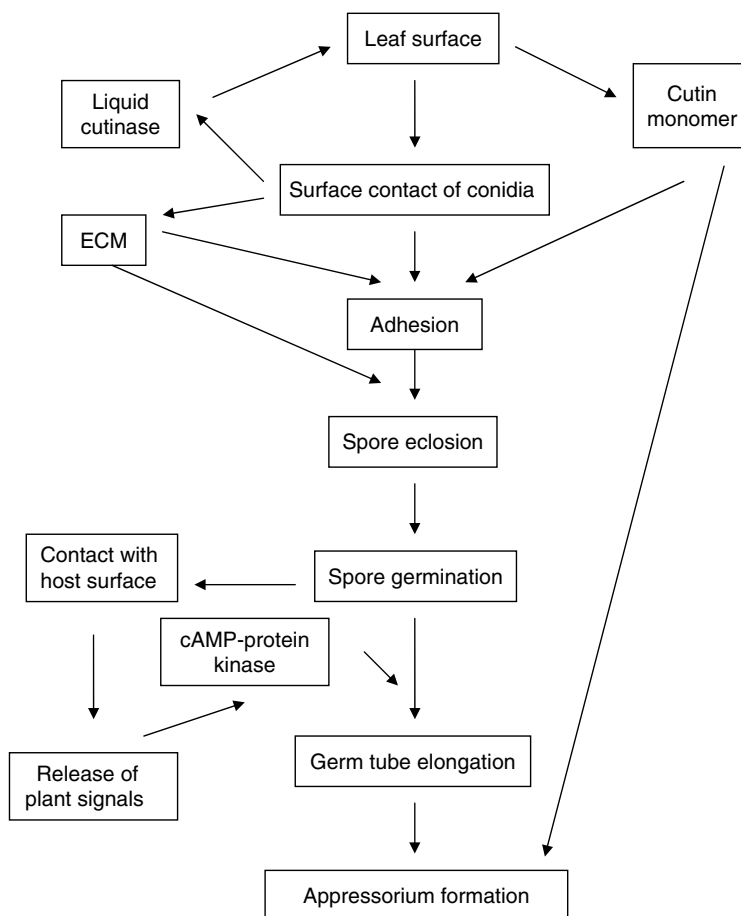 Leaf surface
Liquid
cutinase
Cutin
monomer
Surface contact of conidia
ECM
Adhesion
Spore eclosion
Contact with
host surface
Spore germination
cAMP-protein
kinase
Release of
plant signals
Germ tube elongation
Appressorium formation